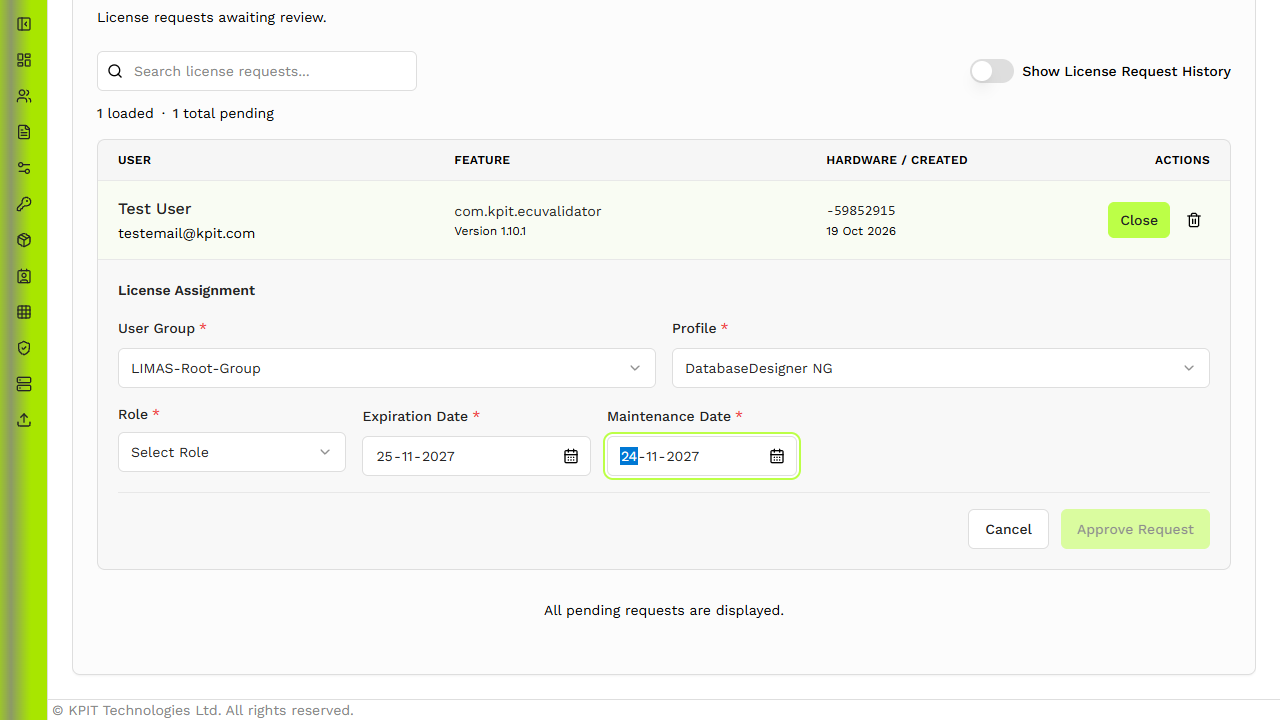 License requests awaiting review.
Search license requests...
Show License Request History
1 loaded · 1 total pending
USER FEATURE HARDWARE / CREATED ACTIONS
Test User com.kpit.ecuvalidator -59852915 Close
testemail@kpit.com Version 1.10.1 19 Oct 2026
License Assignment
User Group * Profile *
LIMAS-Root-Group DatabaseDesigner NG
Role * Expiration Date * Maintenance Date *
Select Role 25-11-2027 24-11-2027
Cancel Approve Request
All pending requests are displayed.
© KPIT Technologies Ltd. All rights reserved.